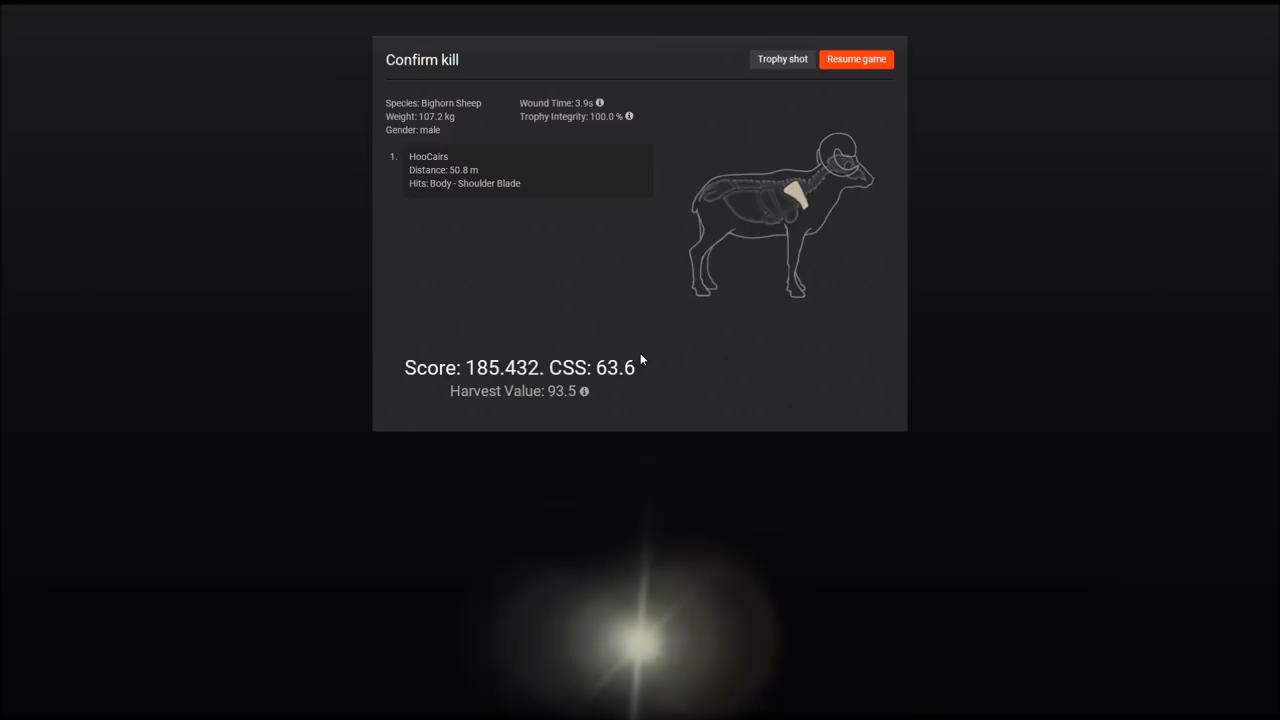 Confirm kill
Trophy shot
Resume game
Species: Bighorn Sheep
Weight: 107.2 kg
Gender: male
Wound Time: 3.9s
Trophy Integrity: 100.0 %
1.
HooCairs
Distance: 50.8 m
Hits: Body - Shoulder Blade
Score: 185.432. CSS: 63.6
Harvest Value: 93.5